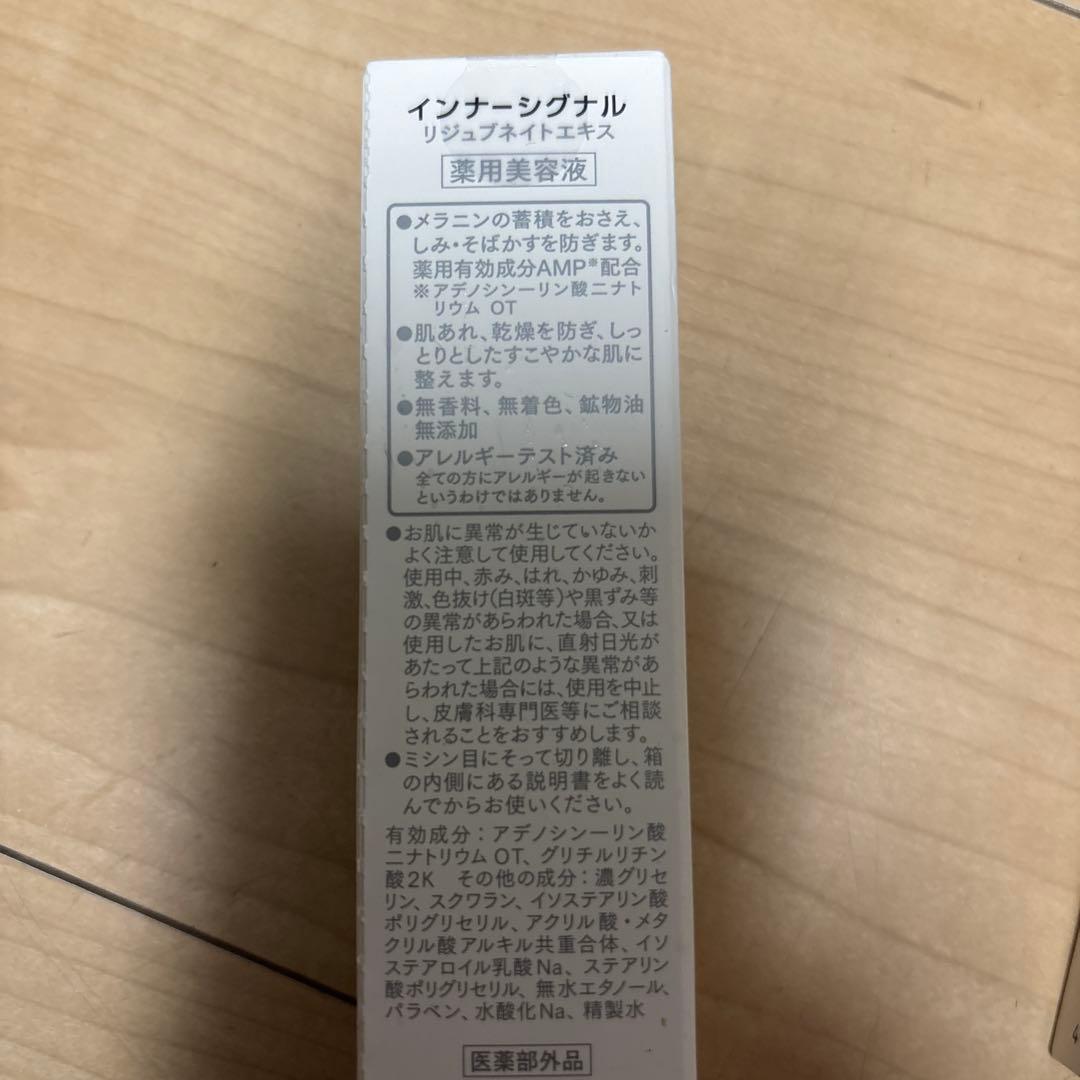 インナーシグナル
リジュブネイトエキス
薬用美容液
●メラニンの蓄積をおさえ、
しみ・そばかすを防ぎます。
薬用有効成分AMP※配合
※アデノシン一リン酸二ナト
リウム OT
●肌あれ、乾燥を防ぎ、しっ
とりとしたすこやかな肌に
整えます。
●無香料、無着色、鉱物油
無添加
●アレルギーテスト済み
全ての方にアレルギーが起きない
というわけではありません。
●お肌に異常が生じていないか
よく注意して使用してください。
使用中、赤み、はれ、かゆみ、刺
激、色抜け(白斑等)や黒ずみ等
の異常があらわれた場合、又は
使用したお肌に、直射日光が
あたって上記のような異常があ
らわれた場合には、使用を中止
し、皮膚科専門医等にご相談
されることをおすすめします。
●ミシン目にそって切り離し、箱
の内側にある説明書をよく読
んでからお使いください。
有効成分：アデノシン一リン酸
二ナトリウム OT、グリチルリチン
酸2K その他の成分：濃グリセ
リン、スクワラン、イソステアリン酸
ポリグリセリル、アクリル酸・メタ
クリル酸アルキル共重合体、イソ
ステアロイル乳酸Na、ステアリン
酸ポリグリセリル、無水エタノール、
パラベン、水酸化Na、精製水
医薬部外品